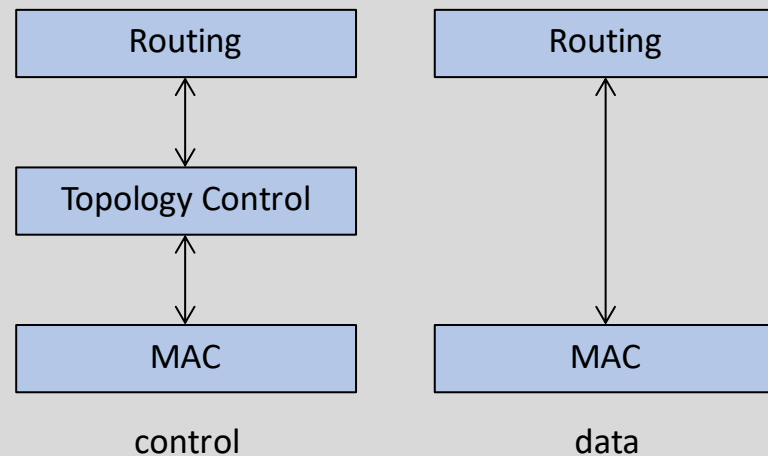 Routing
Topology Control
MAC
control
Routing
MAC
data